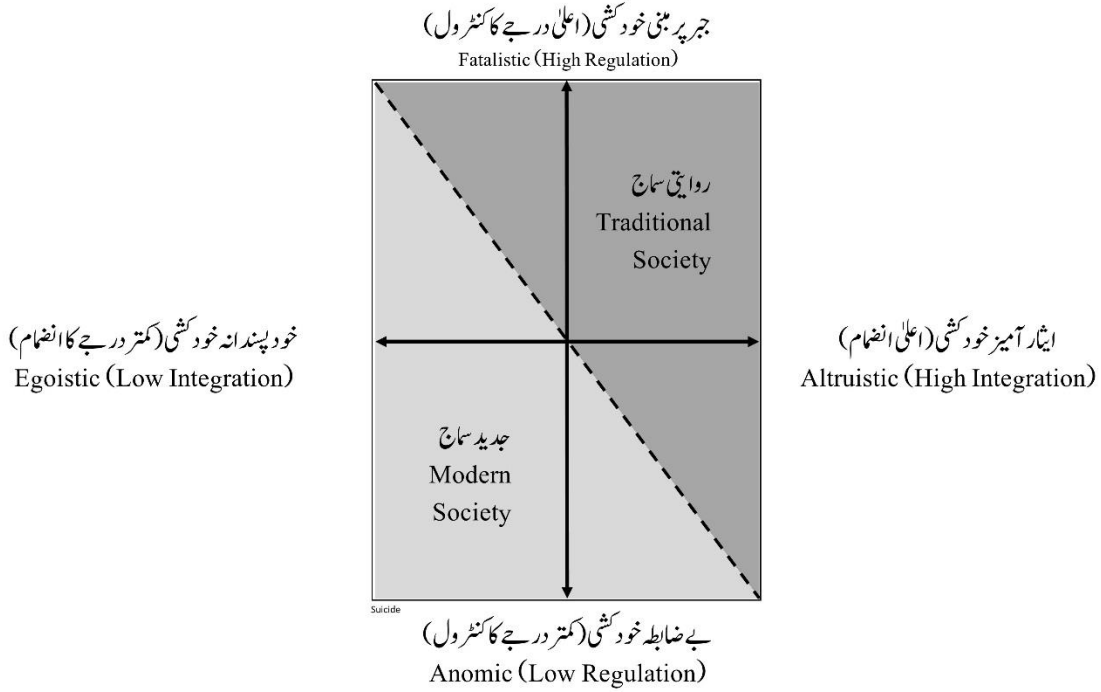 جبر پر مبنی خودکشی (اعلیٰ درجے کا کنٹرول)
Fatalistic (High Regulation)
روایتی سماج
Traditional
Society
خود پسندانہ خودکشی (کمتر درجے کا انضمام)
Egoistic (Low Integration)
ایثار آمیز خودکشی (اعلیٰ انضمام)
Altruistic (High Integration)
جدید سماج
Modern
Society
Suicide
بے ضابطہ خودکشی (کمتر درجے کا کنٹرول)
Anomic (Low Regulation)